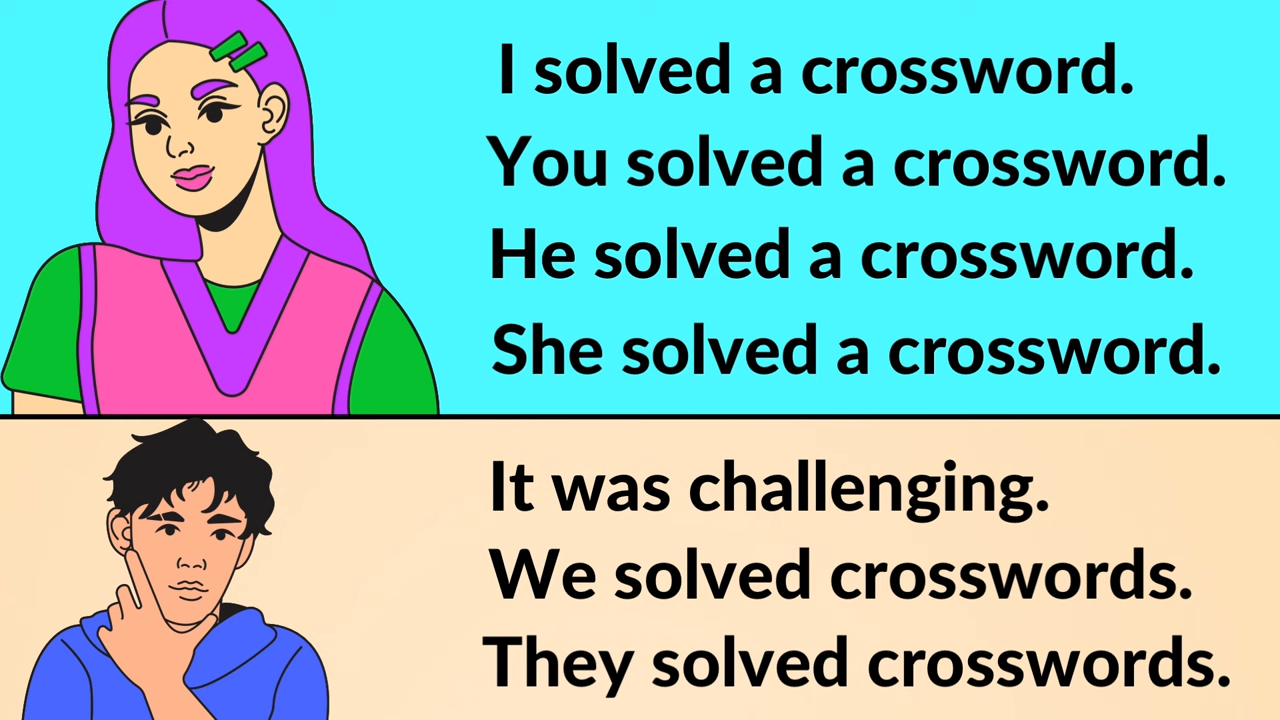 I solved a crossword.
You solved a crossword.
He solved a crossword.
She solved a crossword.
It was challenging.
We solved crosswords.
They solved crosswords.